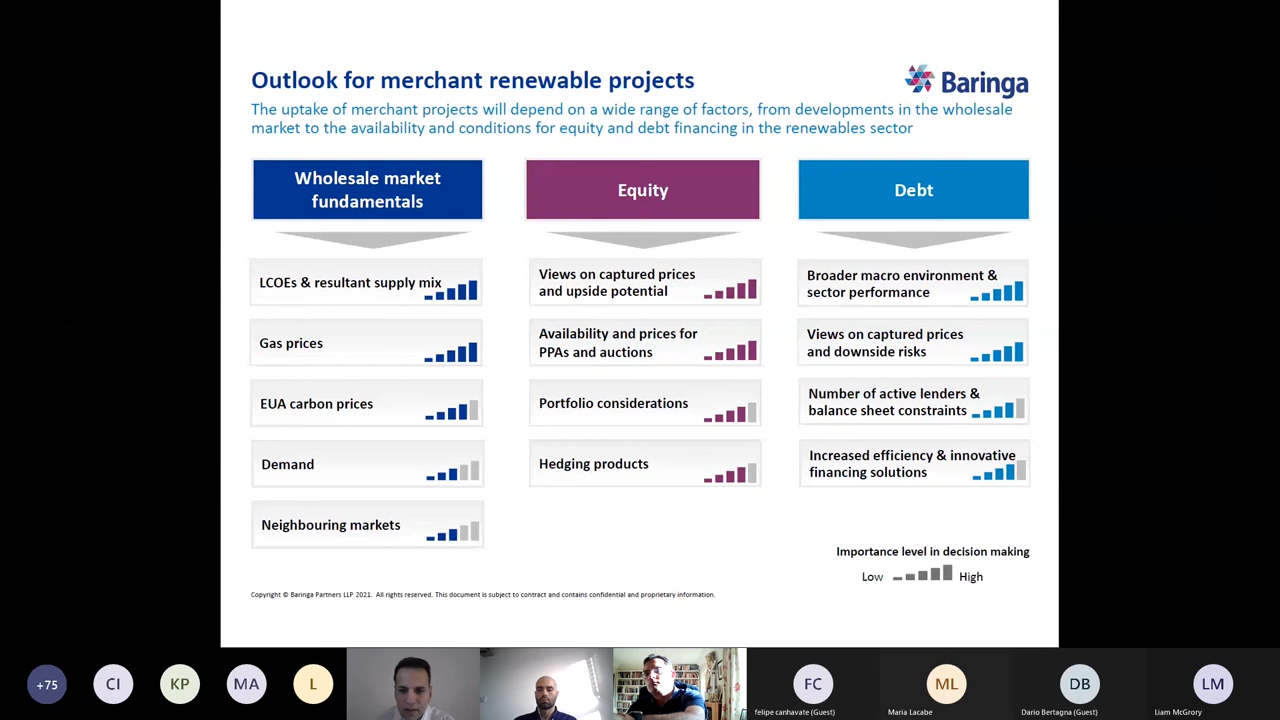 Outlook for merchant renewable projects
Baringa
The uptake of merchant projects will depend on a wide range of factors, from developments in the wholesale
market to the availability and conditions for equity and debt financing in the renewables sector
Wholesale market
fundamentals
Equity
Debt
LCOEs & resultant supply mix
Gas prices
EUA carbon prices
Demand
Neighbouring markets
Views on captured prices
and upside potential
Availability and prices for
PPAs and auctions
Portfolio considerations
Hedging products
Broader macro environment &
sector performance
Views on captured prices
and downside risks
Number of active lenders &
balance sheet constraints
Increased efficiency & innovative
financing solutions
Importance level in decision making
Low
High
Copyright © Baringa Partners LLP 2021. All rights reserved. This document is subject to contract and contains confidential and proprietary information.
+75
CI
KP
MA
L
FC
felipe canhavate (Guest)
ML
Maria Lacabe
DB
Dario Bertagna (Guest)
LM
Liam McGrory